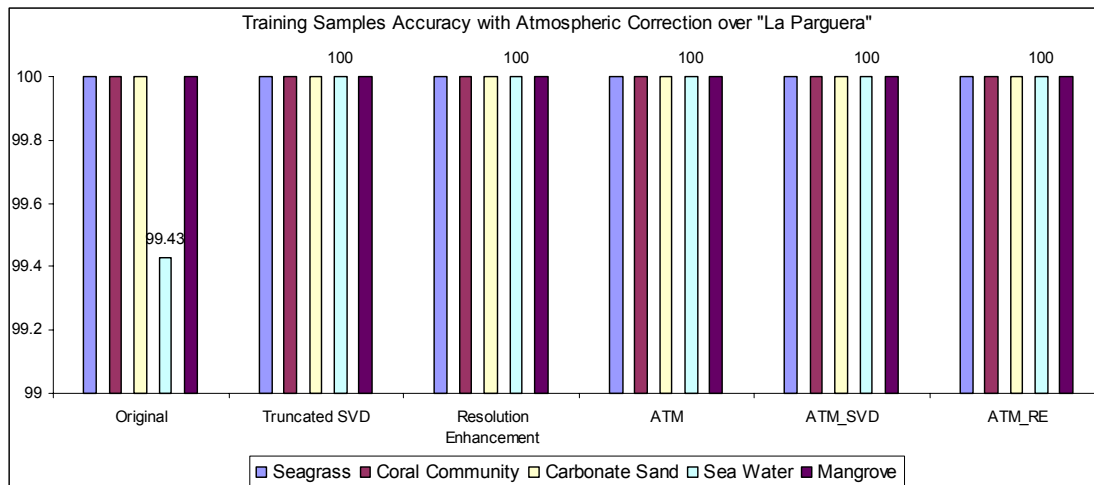 Training Samples Accuracy with Atmospheric Correction over "La Parguera"
100 100 100 100 100
100
99.8
99.6
99.43
99.4
99.2
99
Original Truncated SVD Resolution Enhancement ATM ATM_SVD ATM_RE
Seagrass Coral Community Carbonate Sand Sea Water Mangrove